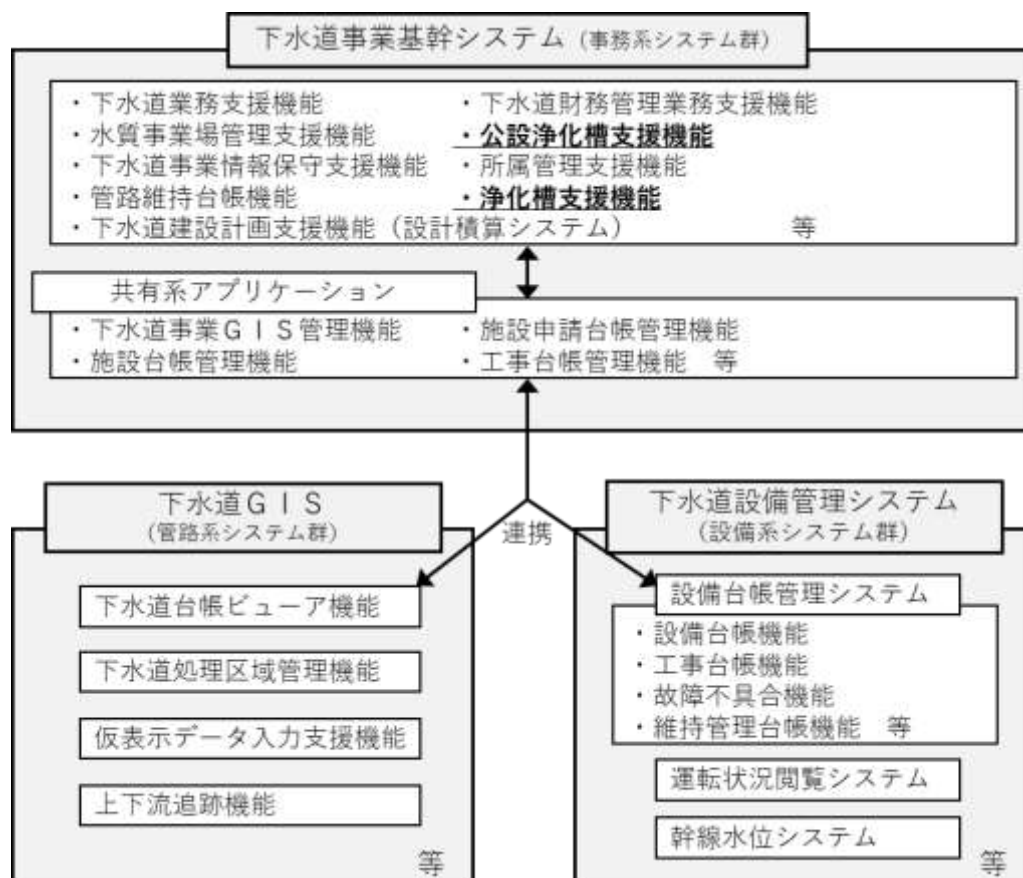 下水道事業基幹システム（事務系システム群）
・下水道業務支援機能 ・下水道財務管理業務支援機能
・水質事業場管理支援機能 ・公設浄化槽支援機能
・下水道事業情報保守支援機能 ・所属管理支援機能
・管路維持台帳機能 ・浄化槽支援機能
・下水道建設計画支援機能（設計積算システム） 等
共有系アプリケーション
・下水道事業ＧＩＳ管理機能 ・施設申請台帳管理機能
・施設台帳管理機能 ・工事台帳管理機能 等
連携
下水道ＧＩＳ
(管路系システム群)
下水道台帳ビューア機能
下水道処理区域管理機能
仮表示データ入力支援機能
上下流追跡機能
等
下水道設備管理システム
(設備系システム群)
設備台帳管理システム
・設備台帳機能
・工事台帳機能
・故障不具合機能
・維持管理台帳機能 等
運転状況閲覧システム
幹線水位システム
等